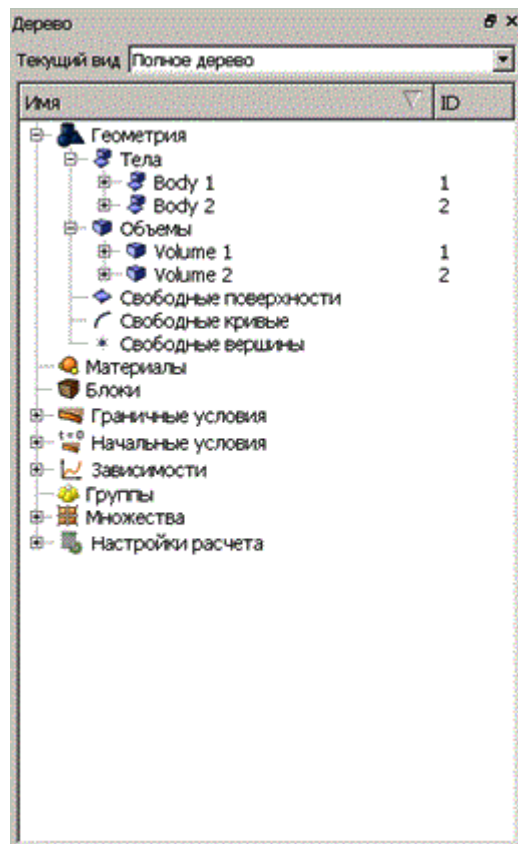 Дерево
Текущий вид Полное дерево
Имя ID
Геометрия
Тела
Body 1 1
Body 2 2
Объемы
Volume 1 1
Volume 2 2
Свободные поверхности
Свободные кривые
Свободные вершины
Материалы
Блоки
Граничные условия
t=0 Начальные условия
Зависимости
Группы
Множества
Настройки расчета